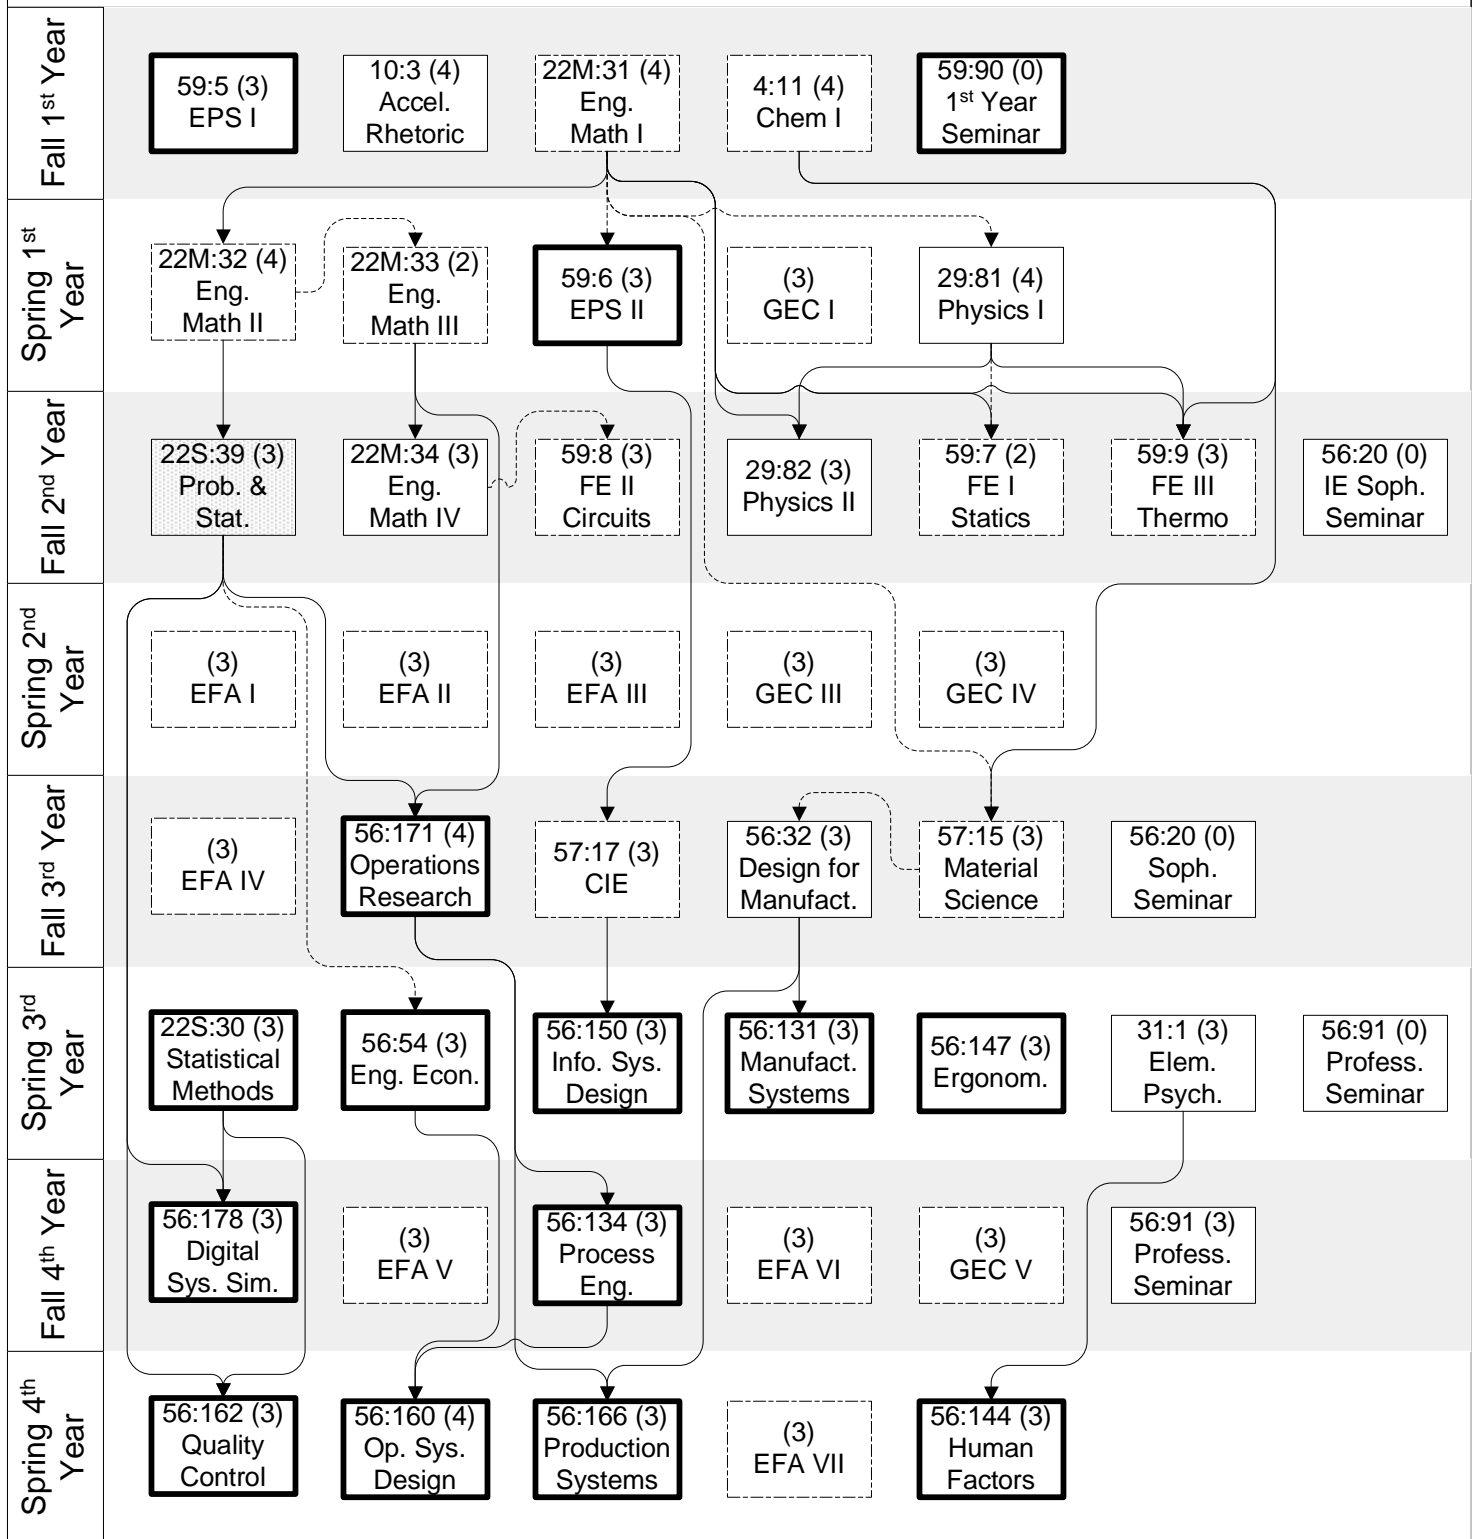 Fall 1st Year
59:5 (3)
EPS I
10:3 (4)
Accel.
Rhetoric
22M:31 (4)
Eng.
Math I
4:11 (4)
Chem I
59:90 (0)
1st Year
Seminar
Spring 1st
Year
22M:32 (4)
Eng.
Math II
22M:33 (2)
Eng.
Math III
59:6 (3)
EPS II
(3)
GEC I
29:81 (4)
Physics I
Fall 2nd Year
22S:39 (3)
Prob. &
Stat.
22M:34 (3)
Eng.
Math IV
59:8 (3)
FE II
Circuits
29:82 (3)
Physics II
59:7 (2)
FE I
Statics
59:9 (3)
FE III
Thermo
56:20 (0)
IE Soph.
Seminar
Spring 2nd
Year
(3)
EFA I
(3)
EFA II
(3)
EFA III
(3)
GEC III
(3)
GEC IV
Fall 3rd Year
(3)
EFA IV
56:171 (4)
Operations
Research
57:17 (3)
CIE
56:32 (3)
Design for
Manufact.
57:15 (3)
Material
Science
56:20 (0)
Soph.
Seminar
Spring 3rd
Year
22S:30 (3)
Statistical
Methods
56:54 (3)
Eng. Econ.
56:150 (3)
Info. Sys.
Design
56:131 (3)
Manufact.
Systems
56:147 (3)
Ergonom.
31:1 (3)
Elem.
Psych.
56:91 (0)
Profess.
Seminar
Fall 4th Year
56:178 (3)
Digital
Sys. Sim.
(3)
EFA V
56:134 (3)
Process
Eng.
(3)
EFA VI
(3)
GEC V
56:91 (3)
Profess.
Seminar
Spring 4th
Year
56:162 (3)
Quality
Control
56:160 (4)
Op. Sys.
Design
56:166 (3)
Production
Systems
(3)
EFA VII
56:144 (3)
Human
Factors